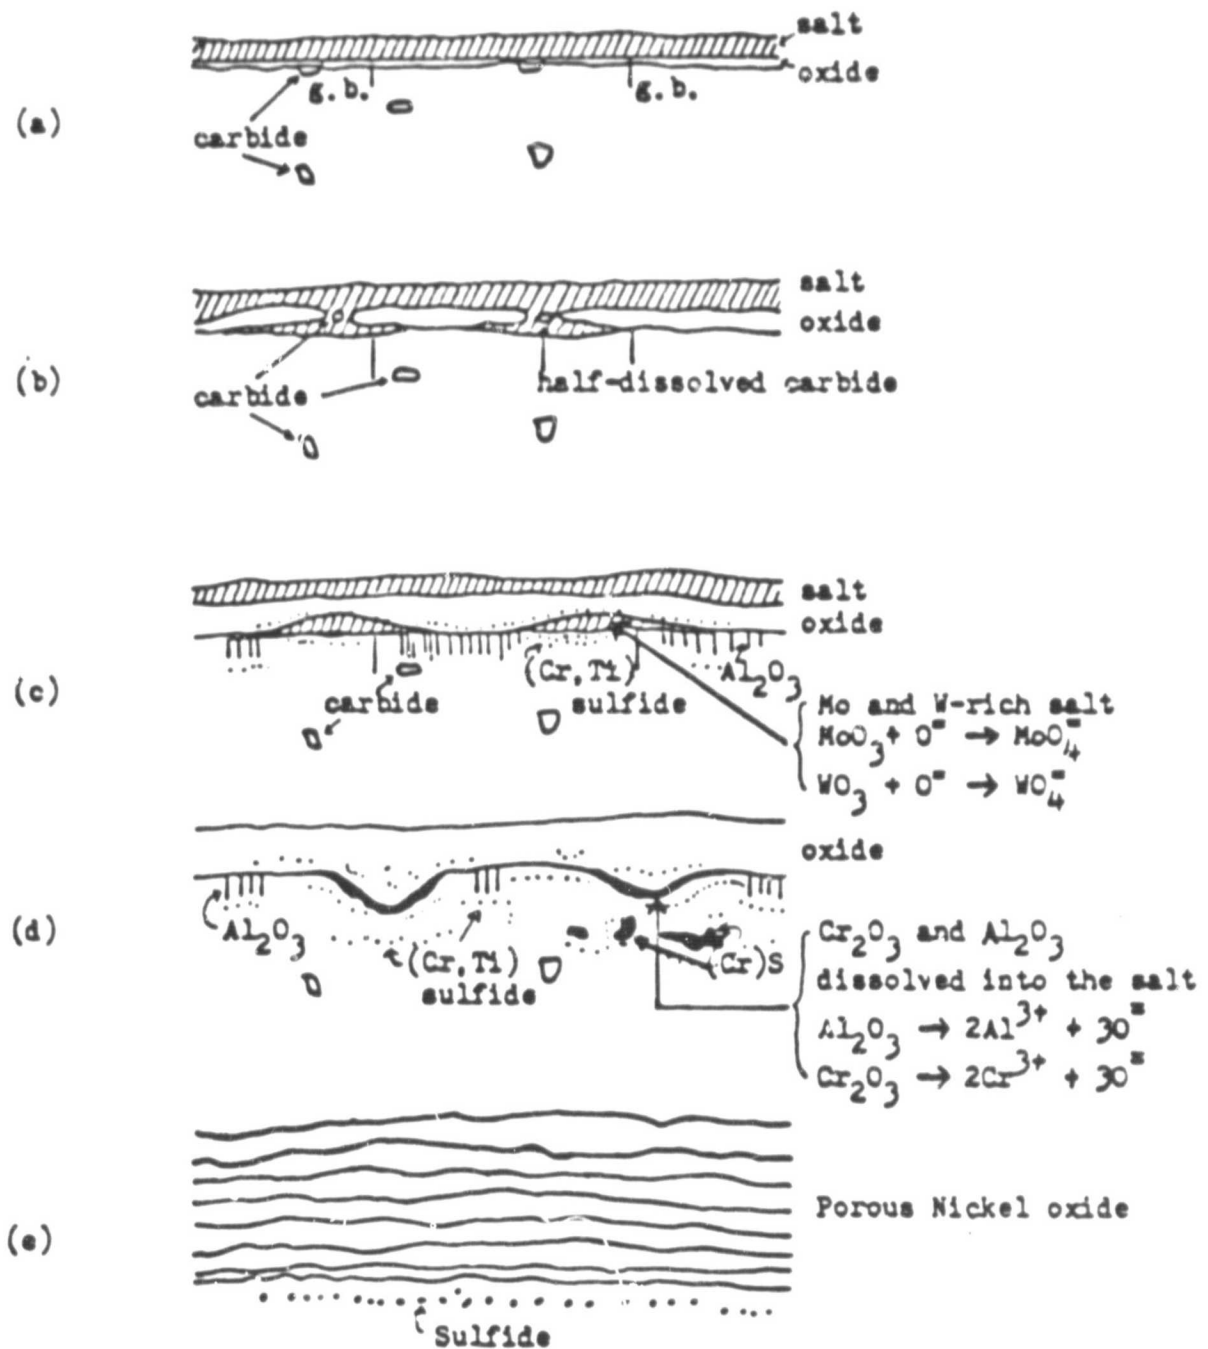 salt
oxide
g.b.
g.b.
(a)
carbide
salt
oxide
(b)
carbide
half-dissolved carbide
salt
oxide
(c)
(Cr,Ti)
sulfide
Al₂O₃
carbide
Mo and W-rich salt
MoO₃ + O⁼ → MoO₄⁼
WO₃ + O⁼ → WO₄⁼
oxide
(d)
Al₂O₃
(Cr,Ti)
sulfide
(Cr)S
Cr₂O₃ and Al₂O₃
dissolved into the salt
Al₂O₃ → 2Al³⁺ + 3O⁼
Cr₂O₃ → 2Cr³⁺ + 3O⁼
(e)
Porous Nickel oxide
Sulfide